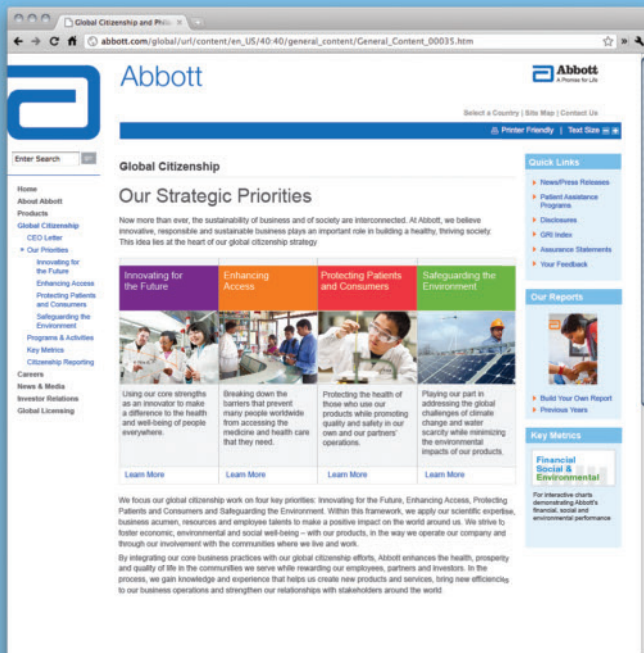 Global Citizenship and Phila
abbott.com/global/url/content/en_US/40:40/general_content/General_Content_00035.htm
Abbott
Abbott
A Promise for Life
Select a Country | Site Map | Contact Us
Printer Friendly | Text Size
Enter Search
GO
Home
About Abbott
Products
Global Citizenship
CEO Letter
Our Priorities
Innovating for
the Future
Enhancing Access
Protecting Patients
and Consumers
Safeguarding the
Environment
Programs & Activities
Key Metrics
Citizenship Reporting
Careers
News & Media
Investor Relations
Global Licensing
Global Citizenship
Our Strategic Priorities
Now more than ever, the sustainability of business and of society are interconnected. At Abbott, we believe
innovative, responsible and sustainable business plays an important role in building a healthy, thriving society.
This idea lies at the heart of our global citizenship strategy
Innovating for
the Future
Using our core strengths
as an innovator to make
a difference to the health
and well-being of people
everywhere.
Learn More
Enhancing
Access
Breaking down the
barriers that prevent
many people worldwide
from accessing the
medicine and health care
that they need.
Learn More
Protecting Patients
and Consumers
Protecting the health of
those who use our
products while promoting
quality and safety in our
own and our partners'
operations.
Learn More
Safeguarding the
Environment
Playing our part in
addressing the global
challenges of climate
change and water
scarcity while minimizing
the environmental
impacts of our products.
Learn More
We focus our global citizenship work on four key priorities: Innovating for the Future, Enhancing Access, Protecting
Patients and Consumers and Safeguarding the Environment. Within this framework, we apply our scientific expertise,
business acumen, resources and employee talents to make a positive impact on the world around us. We strive to
foster economic, environmental and social well-being – with our products, in the way we operate our company and
through our involvement with the communities where we live and work.
By integrating our core business practices with our global citizenship efforts, Abbott enhances the health, prosperity
and quality of life in the communities we serve while rewarding our employees, partners and investors. In the
process, we gain knowledge and experience that helps us create new products and services, bring new efficiencies
to our business operations and strengthen our relationships with stakeholders around the world.
Quick Links
News/Press Releases
Patient Assistance
Programs
Disclosures
GRI Index
Assurance Statements
Your Feedback
Our Reports
Build Your Own Report
Previous Years
Key Metrics
Financial
Social &
Environmental
For interactive charts
demonstrating Abbott's
financial, social and
environmental performance